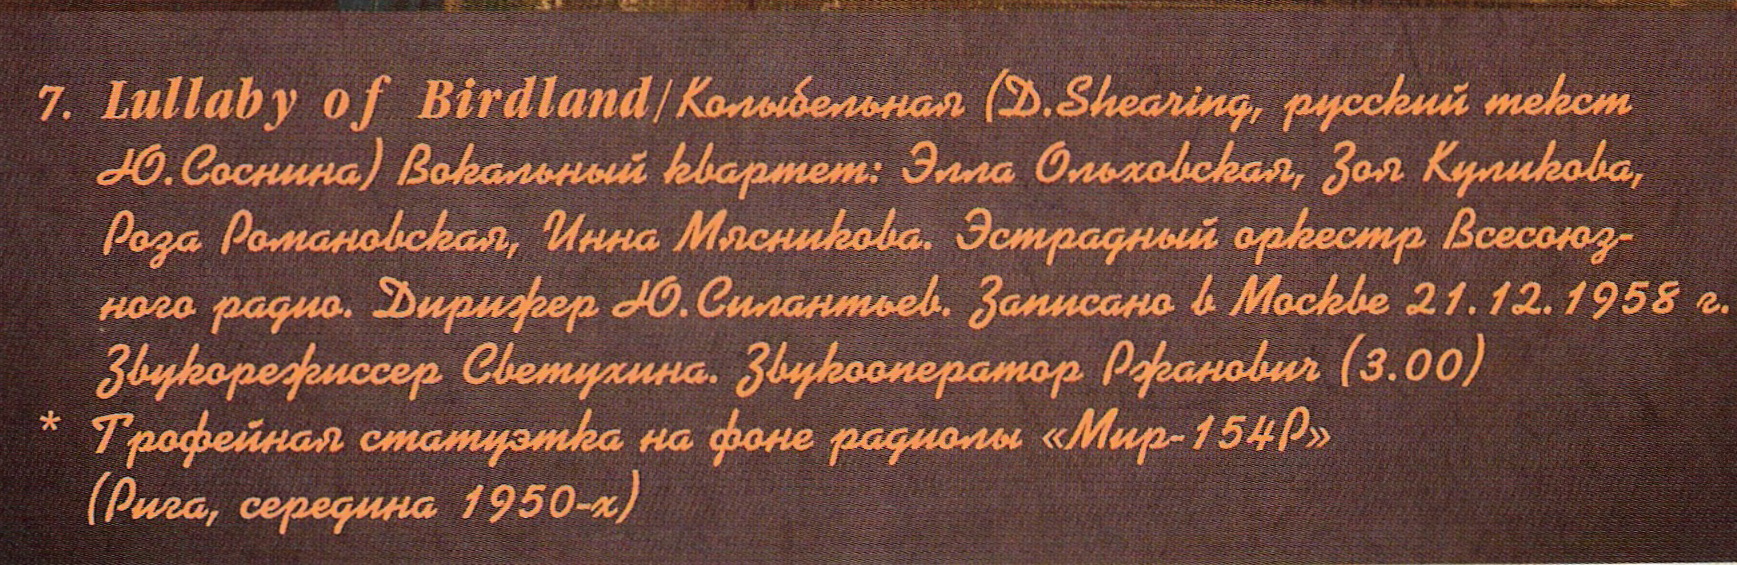 7. Lullaby of Birdland/Колыбельная (D.Shearing, русский текст
Ю.Соснина) Вокальный квартет: Элла Ольховская, Зоя Куликова,
Роза Романовская, Инна Мясникова. Эстрадный оркестр Всесоюз-
ного радио. Дирижер Ю.Силантьев. Записано в Москве 21.12.1958 г.
Звукорежиссер Светухина. Звукооператор Ржанович (3.00)
* Трофейная статуэтка на фоне радиолы «Мир-154Р»
(Рига, середина 1950-х)